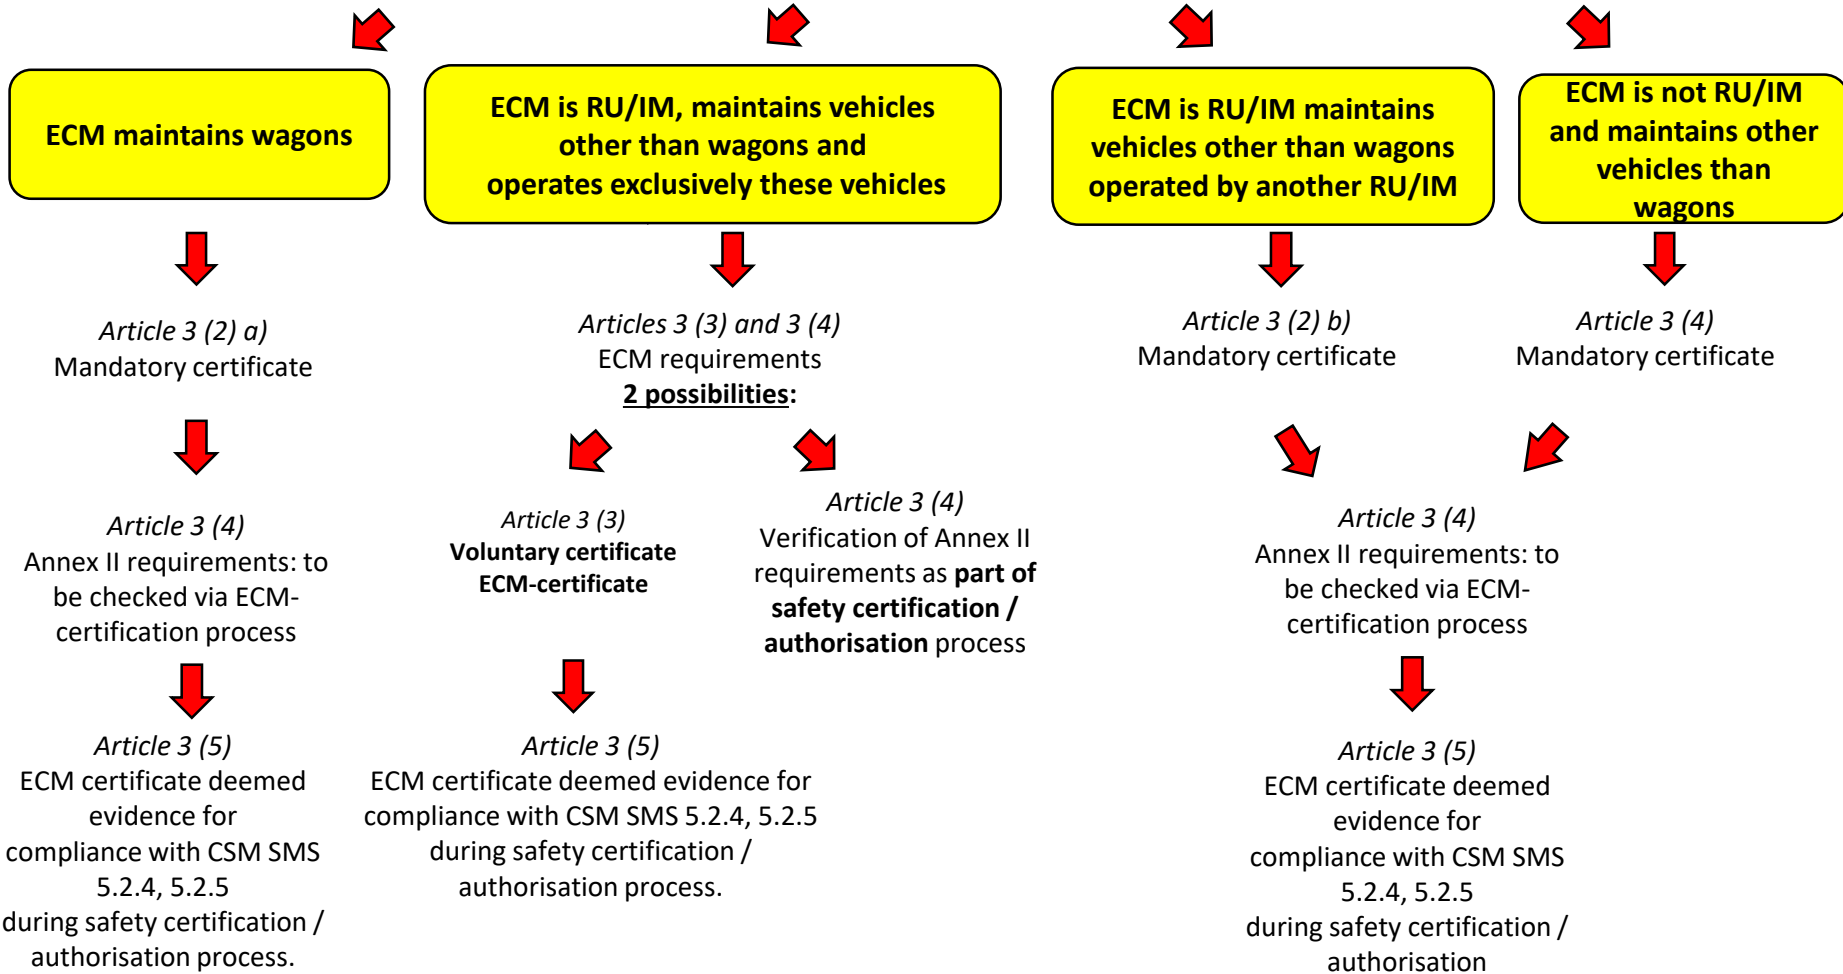 ECM maintains wagons
ECM is RU/IM, maintains vehicles
other than wagons and
operates exclusively these vehicles
ECM is RU/IM maintains
vehicles other than wagons
operated by another RU/IM
ECM is not RU/IM
and maintains other
vehicles than
wagons
Article 3 (2) a)
Mandatory certificate
Articles 3 (3) and 3 (4)
ECM requirements
2 possibilities:
Article 3 (2) b)
Mandatory certificate
Article 3 (4)
Mandatory certificate
Article 3 (4)
Annex II requirements: to
be checked via ECM-
certification process
Article 3 (3)
Voluntary certificate
ECM-certificate
Article 3 (4)
Verification of Annex II
requirements as part of
safety certification /
authorisation process
Article 3 (4)
Annex II requirements: to
be checked via ECM-
certification process
Article 3 (5)
ECM certificate deemed
evidence for
compliance with CSM SMS
5.2.4, 5.2.5
during safety certification /
authorisation process.
Article 3 (5)
ECM certificate deemed evidence for
compliance with CSM SMS 5.2.4, 5.2.5
during safety certification /
authorisation process.
Article 3 (5)
ECM certificate deemed
evidence for
compliance with CSM SMS
5.2.4, 5.2.5
during safety certification /
authorisation